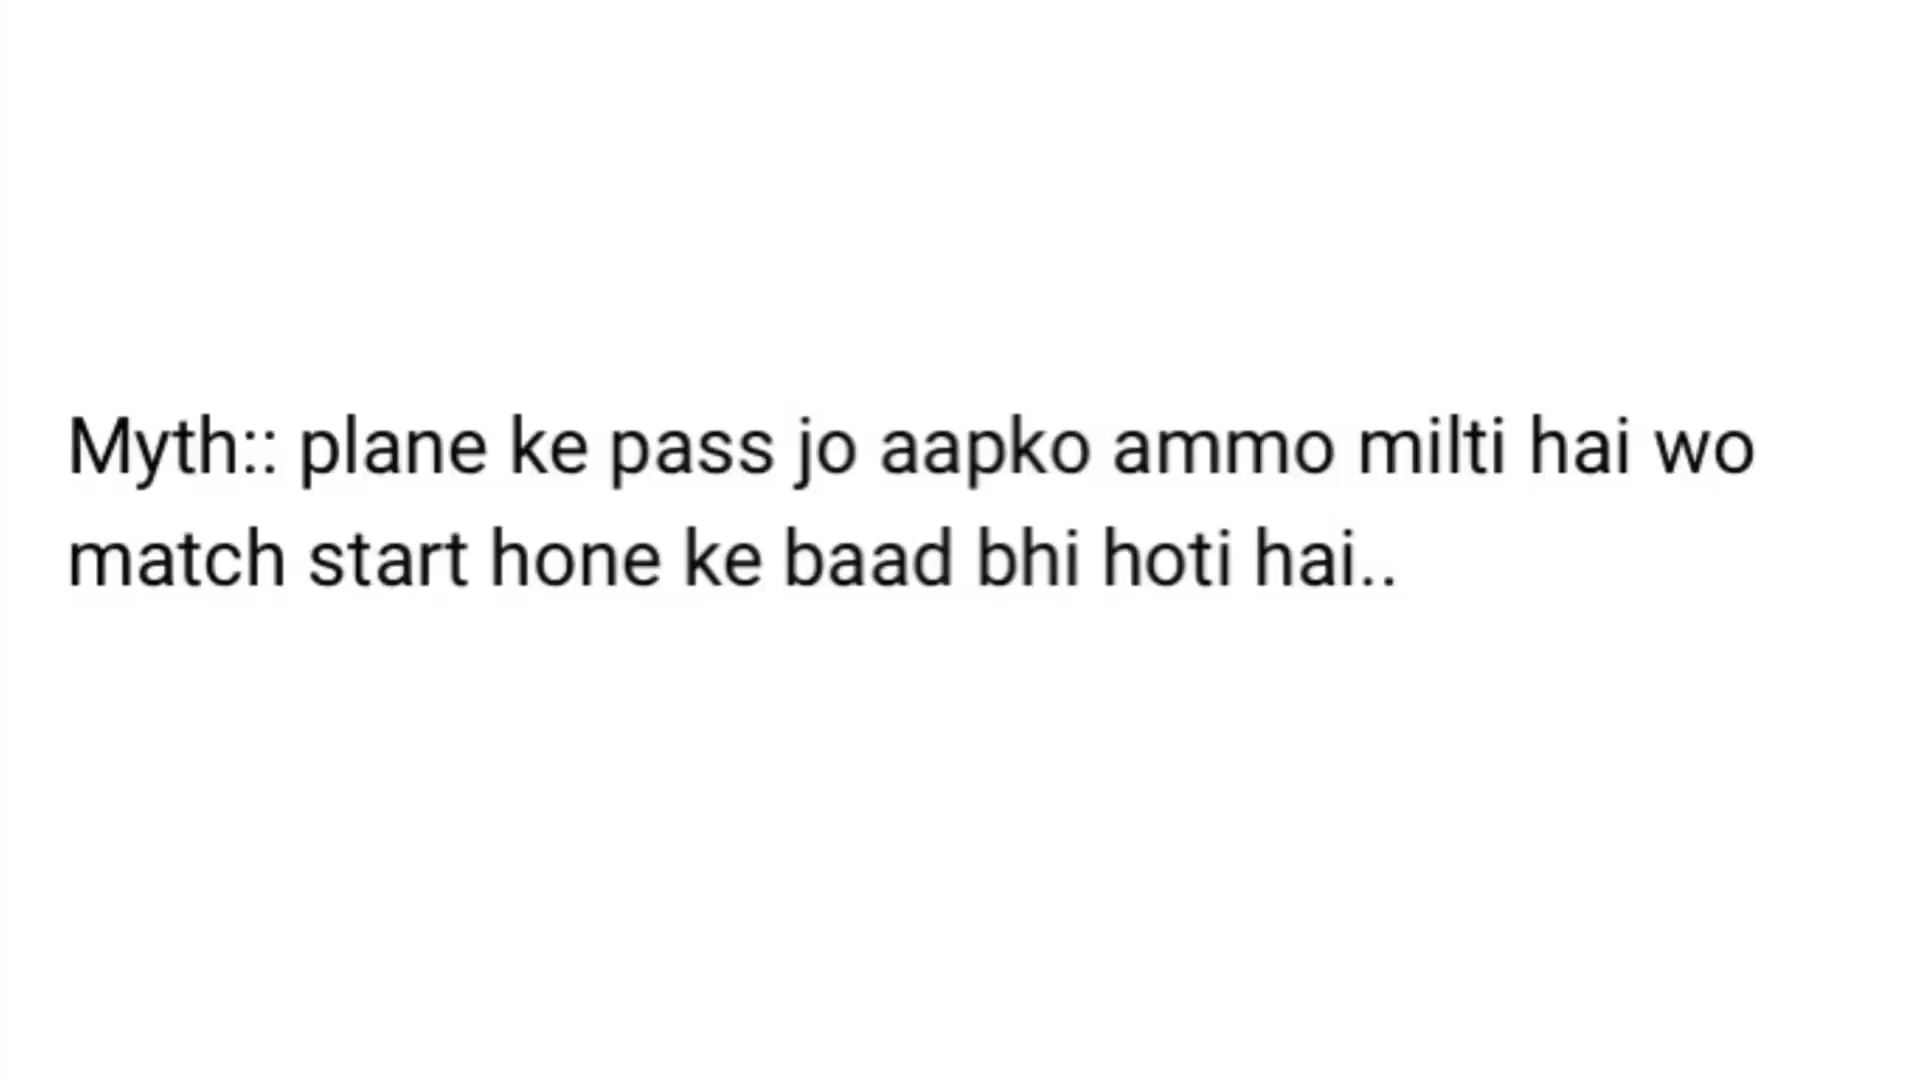 Myth:: plane ke pass jo aapko ammo milti hai wo
match start hone ke baad bhi hoti hai..